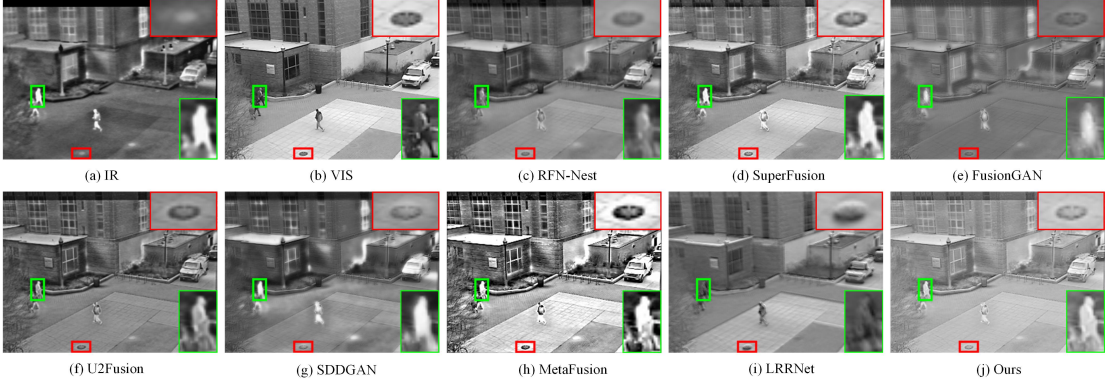 (a) IR
(b) VIS
(c) RFN-Nest
(d) SuperFusion
(e) FusionGAN
(f) U2Fusion
(g) SDDGAN
(h) MetaFusion
(i) LRRNet
(j) Ours